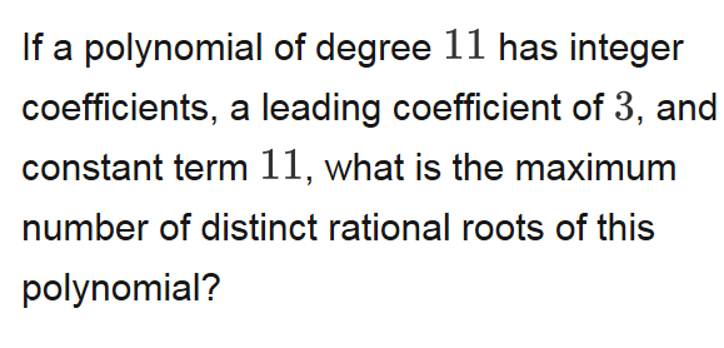 If a polynomial of degree 11 has integer
coefficients, a leading coefficient of 3, and
constant term 11, what is the maximum
number of distinct rational roots of this
polynomial?